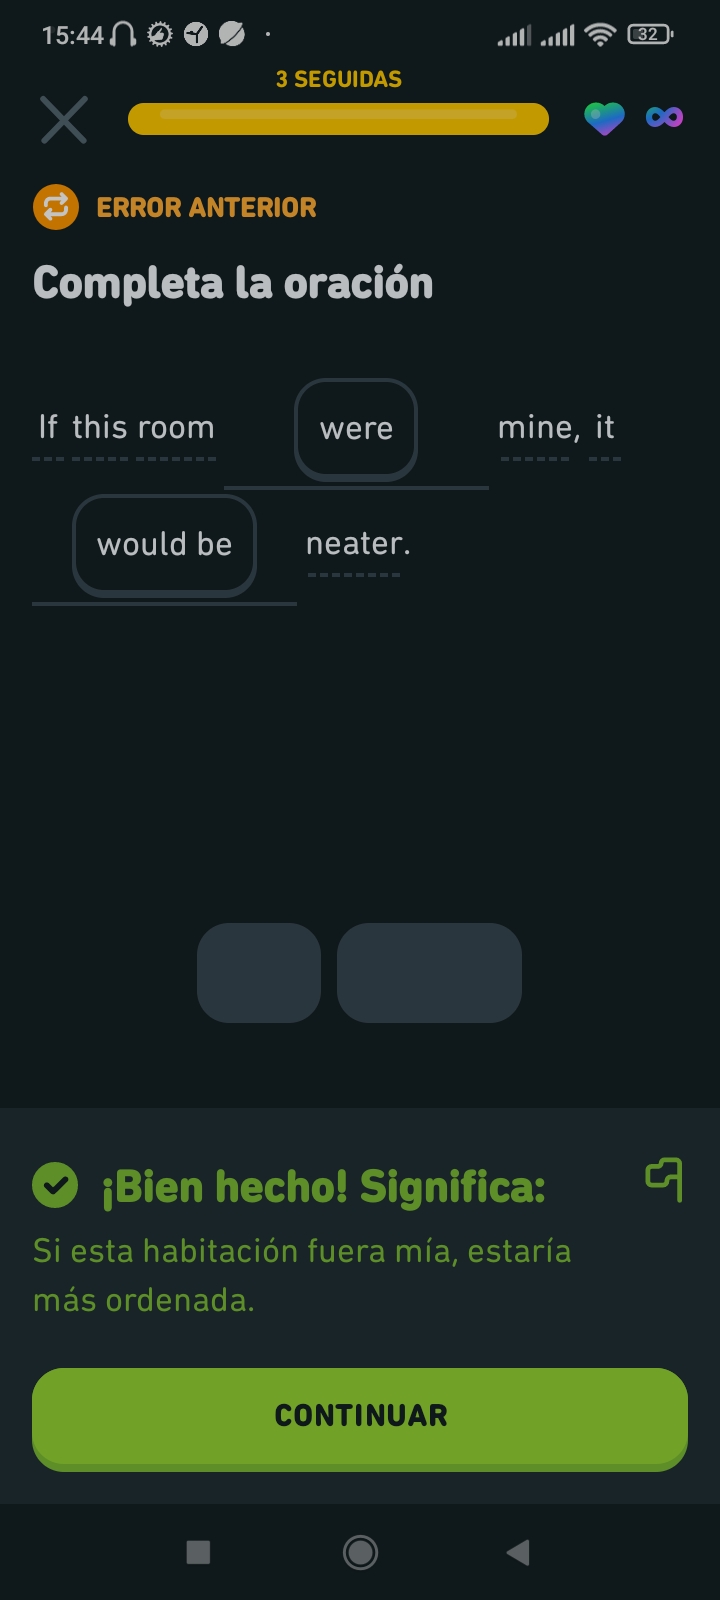 15:44
32
3 SEGUIDAS
ERROR ANTERIOR
Completa la oración
If this room were mine, it
would be neater.
¡Bien hecho! Significa:
Si esta habitación fuera mía, estaría
más ordenada.
CONTINUAR